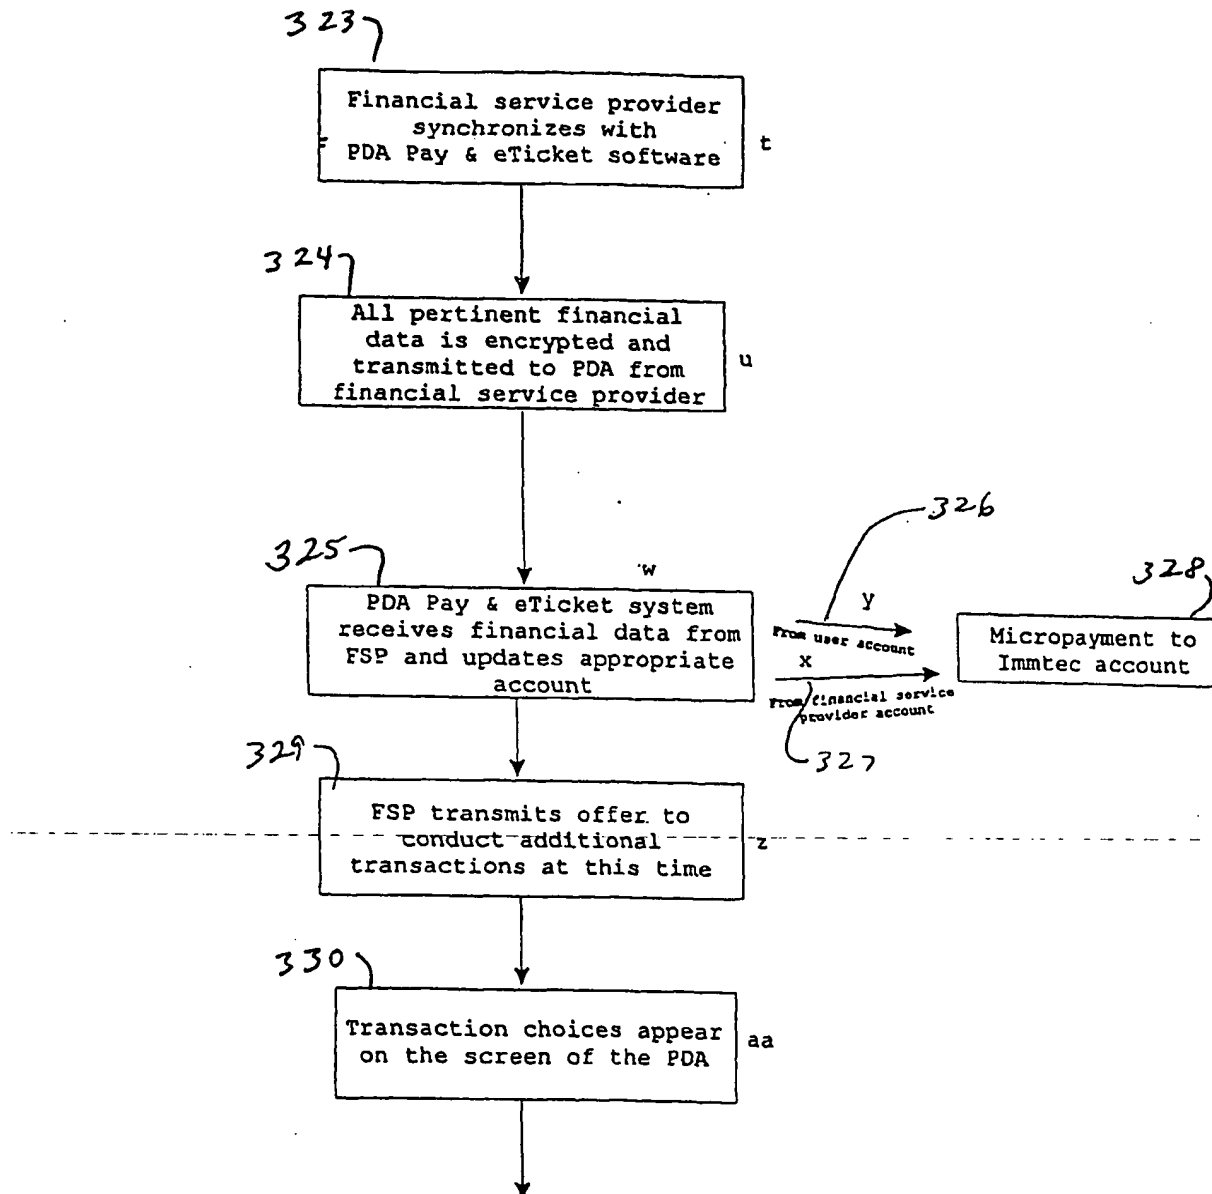 323
Financial service provider
synchronizes with
PDA Pay & eTicket software
t
324
All pertinent financial
data is encrypted and
transmitted to PDA from
financial service provider
u
325
w
PDA Pay & eTicket system
receives financial data from
FSP and updates appropriate
account
326
y
From user account
x
From financial service
provider account
327
328
Micropayment to
Immtec account
329
FSP transmits offer to
conduct additional
transactions at this time
z
330
Transaction choices appear
on the screen of the PDA
aa